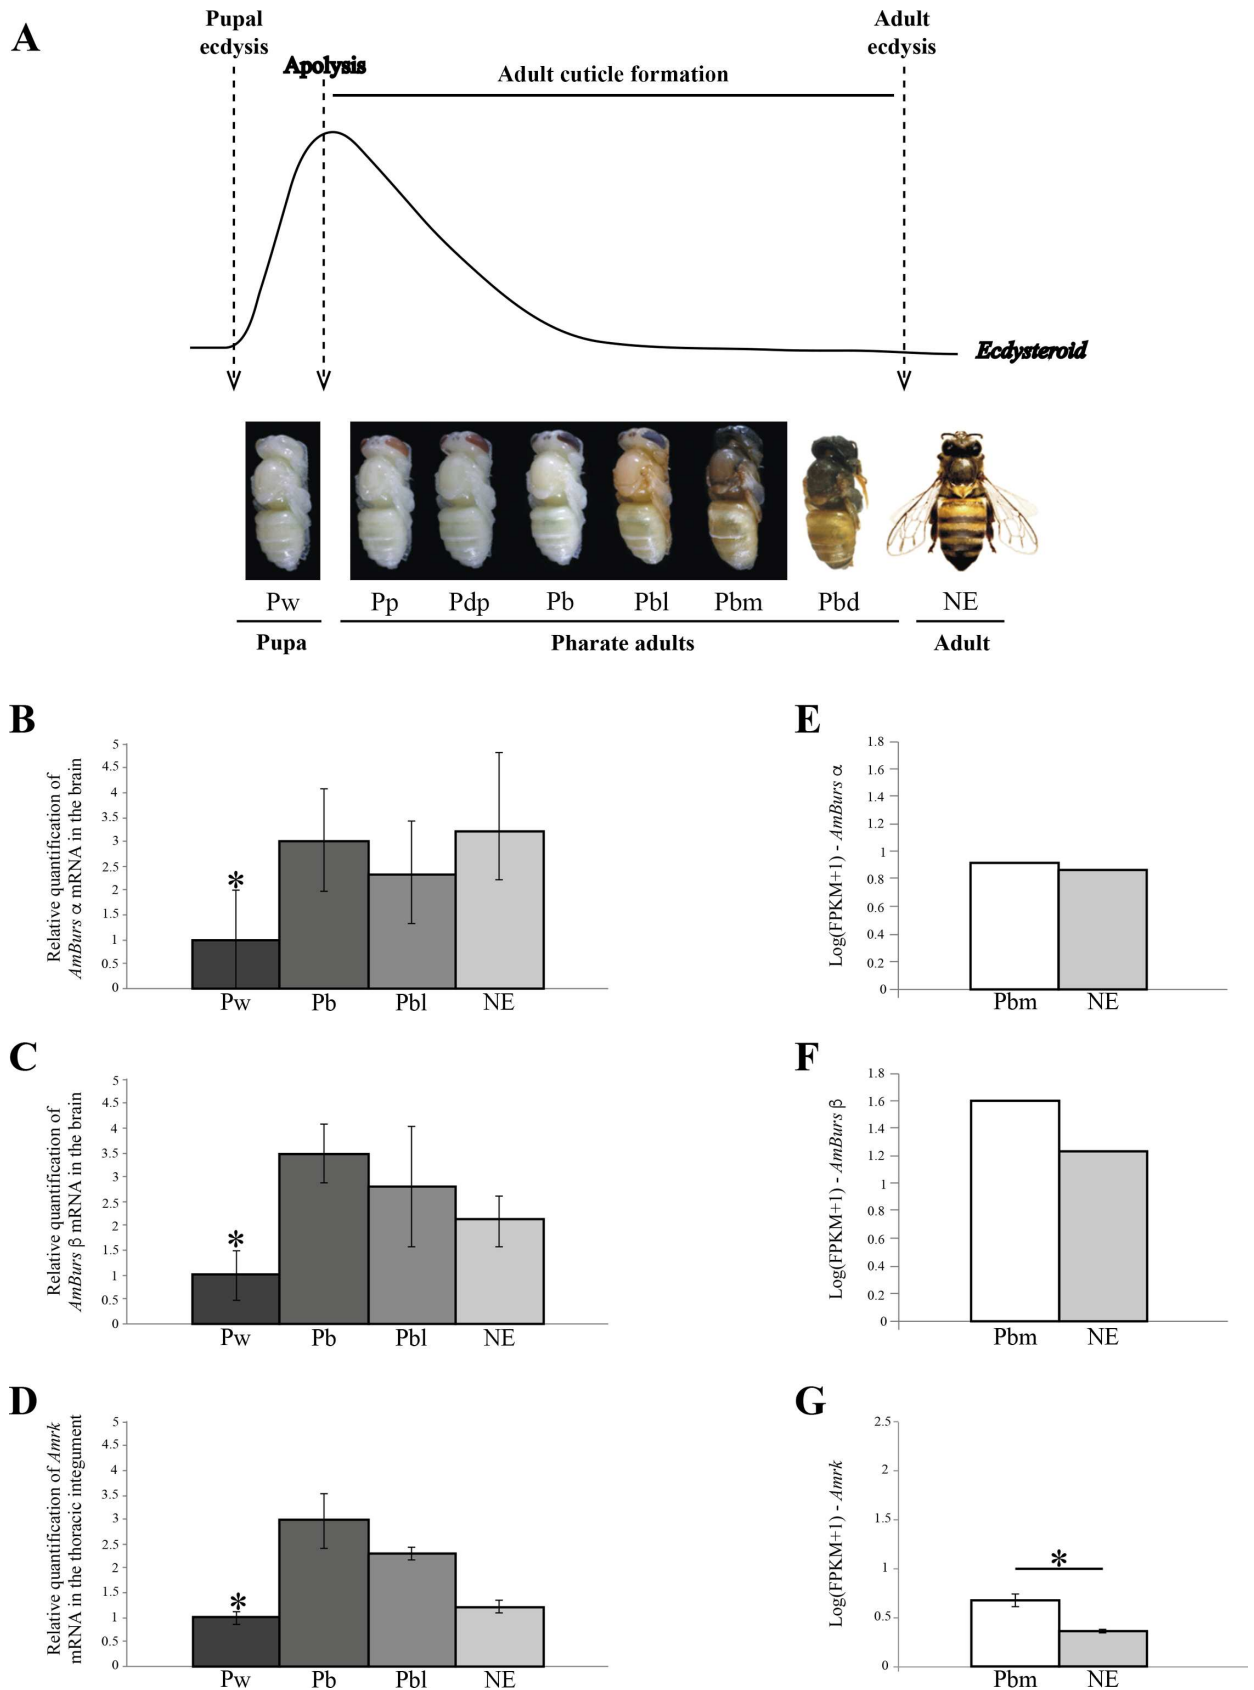 A
Pupal
ecdysis
Apolysis
Adult cuticle formation
Adult
ecdysis
Ecdysteroid
Pw
Pp
Pdp
Pb
Pbl
Pbm
Pbd
NE
Pupa
Pharate adults
Adult
B
Relative quantification of
AmBurs α mRNA in the brain
5
4.5
4
3.5
3
2.5
2
1.5
1
0.5
0
*
Pw
Pb
Pbl
NE
E
Log(FPKM+1) - AmBurs α
1.8
1.6
1.4
1.2
1
0.8
0.6
0.4
0.2
0
Pbm
NE
C
Relative quantification of
AmBurs β mRNA in the brain
5
4.5
4
3.5
3
2.5
2
1.5
1
0.5
0
*
Pw
Pb
Pbl
NE
F
Log(FPKM+1) - AmBurs β
1.8
1.6
1.4
1.2
1
0.8
0.6
0.4
0.2
0
Pbm
NE
D
Relative quantification of Amrk
mRNA in the thoracic integument
5
4.5
4
3.5
3
2.5
2
1.5
1
0.5
0
*
Pw
Pb
Pbl
NE
G
Log(FPKM+1) - Amrk
2.5
2
1.5
1
0.5
0
*
Pbm
NE